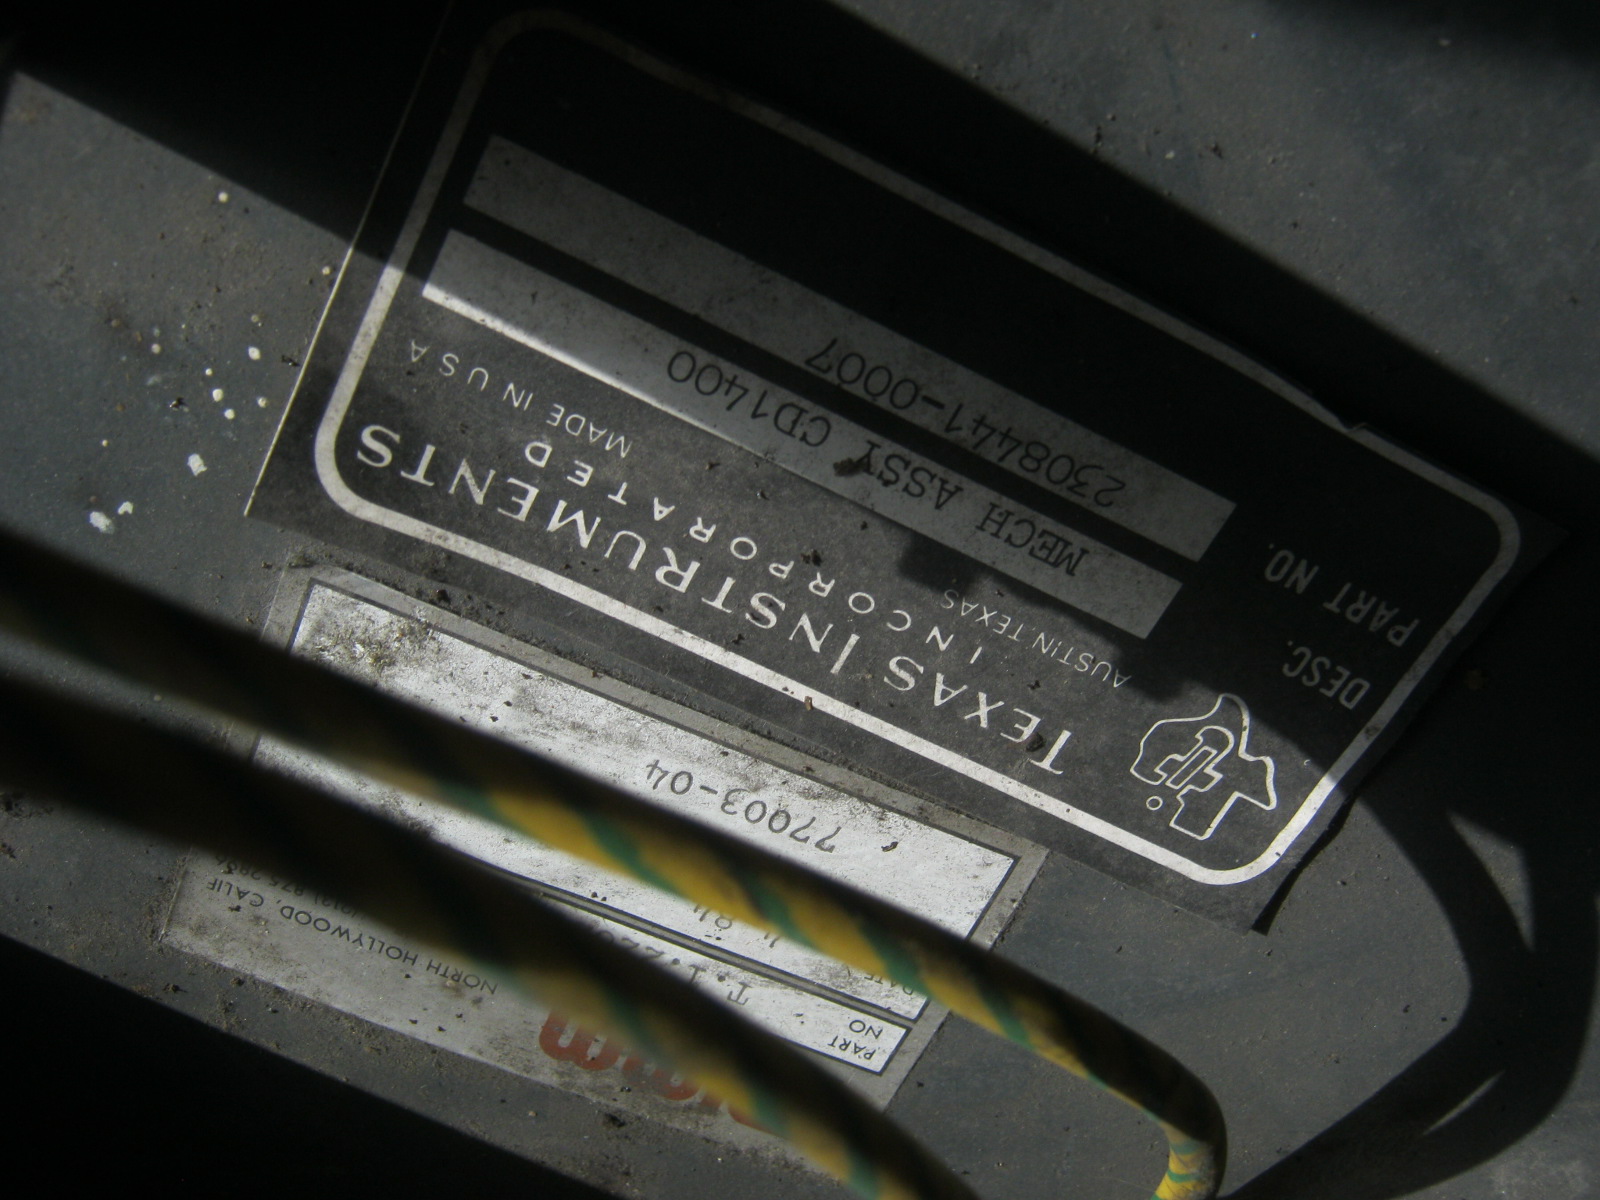 TEXAS INSTRUMENTS
INCORPORATED
AUSTIN, TEXAS MADE IN USA
DESC. MECH ASSY CD1400
PART NO. 2308441-0007
NORTH HOLLYWOOD, CALIF
PART
NO
77003-04